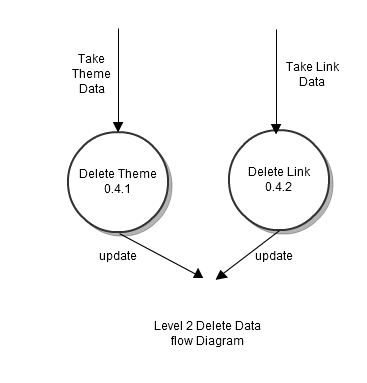 Take
Theme
Data
Take Link
Data
Delete Theme
0.4.1
Delete Link
0.4.2
update
update
Level 2 Delete Data
flow Diagram